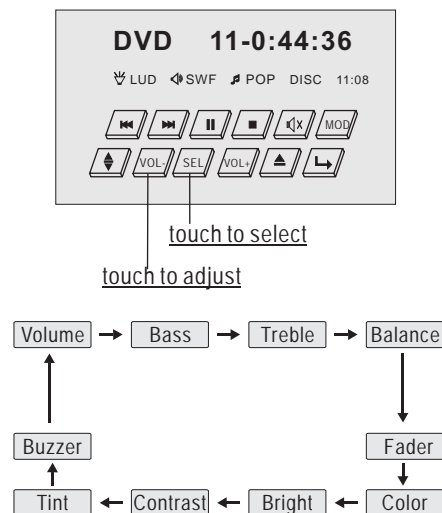 DVD 11-0:44:36
LUD SWF POP DISC 11:08
MOD
VOL- SEL VOL+
touch to select
touch to adjust
Volume Bass Treble Balance
Buzzer Fader
Tint Contrast Bright Color